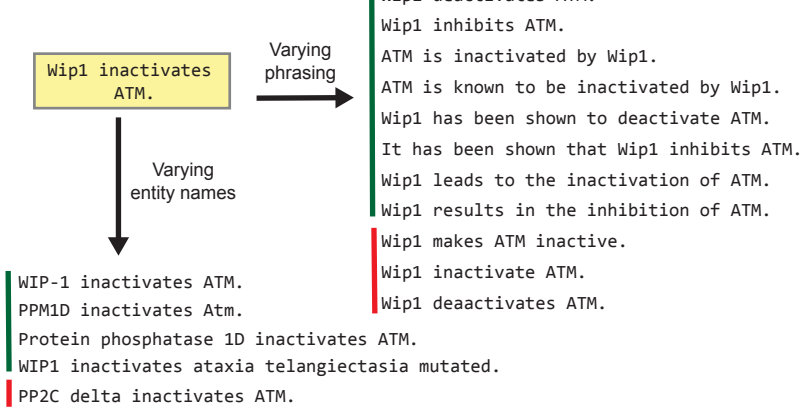 Wip1 inhibits ATM.
ATM is inactivated by Wip1.
ATM is known to be inactivated by Wip1.
Wip1 has been shown to deactivate ATM.
It has been shown that Wip1 inhibits ATM.
Wip1 leads to the inactivation of ATM.
Wip1 results in the inhibition of ATM.
Wip1 makes ATM inactive.
Wip1 inactivate ATM.
Wip1 deaactivates ATM.
Varying
phrasing
Wip1 inactivates
ATM.
Varying
entity names
WIP-1 inactivates ATM.
PPM1D inactivates Atm.
Protein phosphatase 1D inactivates ATM.
WIP1 inactivates ataxia telangiectasia mutated.
PP2C delta inactivates ATM.